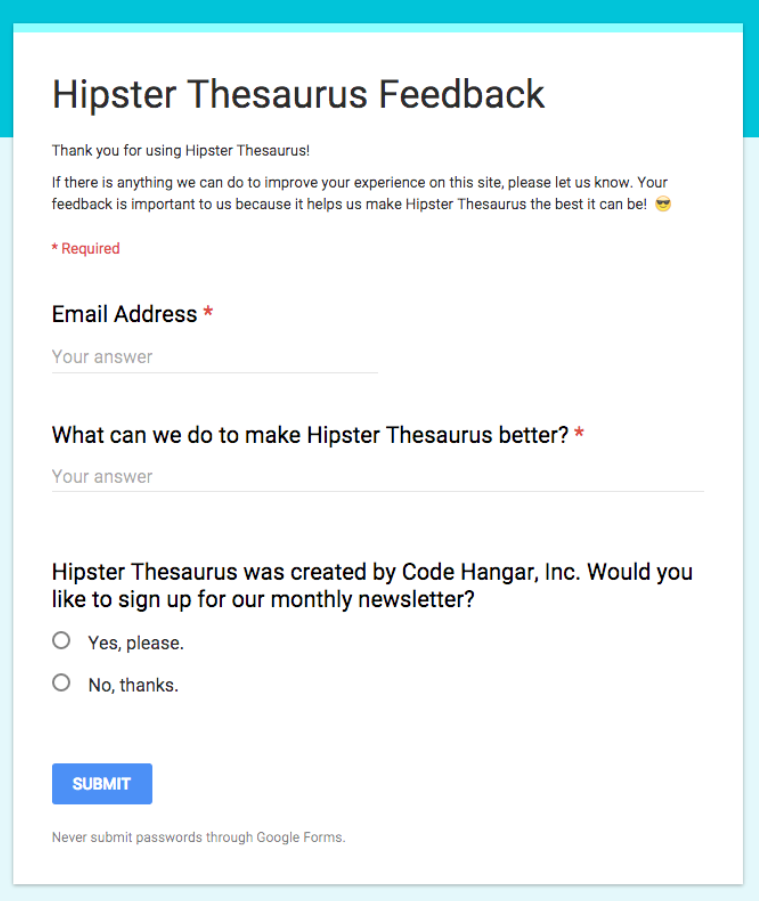 Hipster Thesaurus Feedback
Thank you for using Hipster Thesaurus!
If there is anything we can do to improve your experience on this site, please let us know. Your
feedback is important to us because it helps us make Hipster Thesaurus the best it can be! 😎
* Required
Email Address *
Your answer
What can we do to make Hipster Thesaurus better? *
Your answer
Hipster Thesaurus was created by Code Hangar, Inc. Would you
like to sign up for our monthly newsletter?
Yes, please.
No, thanks.
SUBMIT
Never submit passwords through Google Forms.